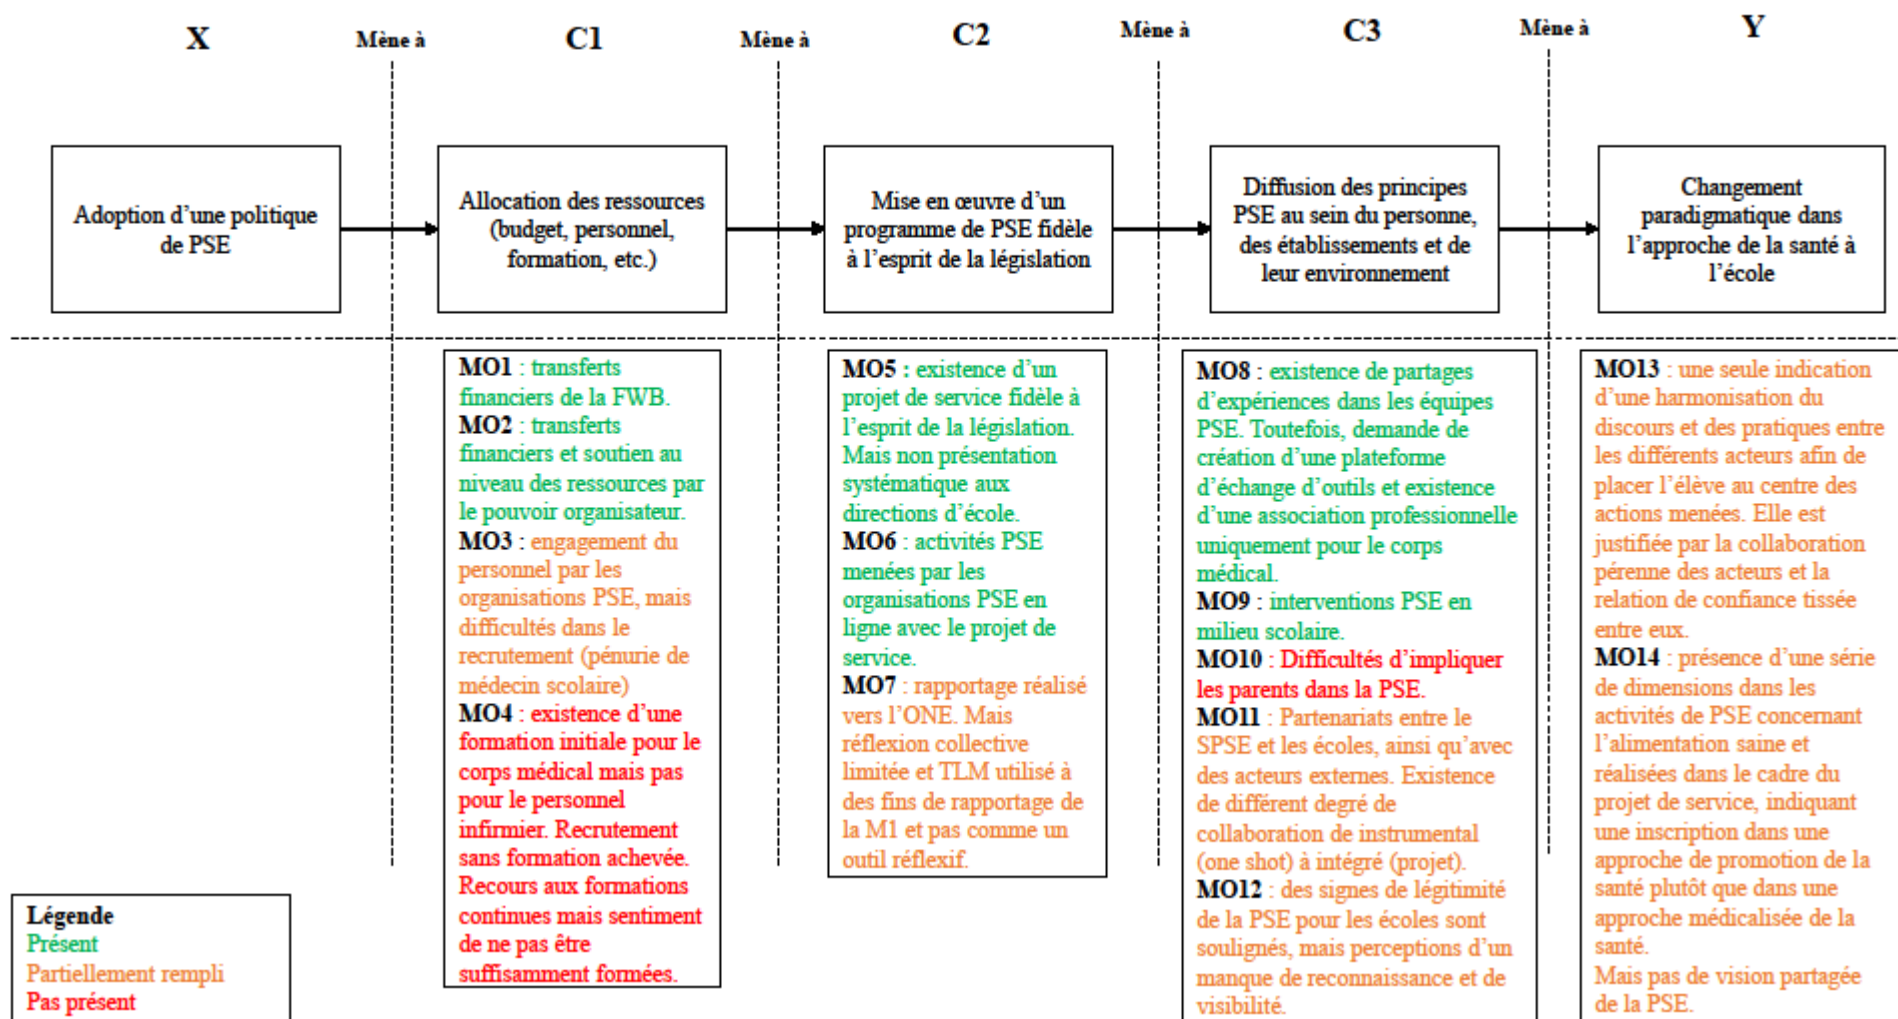 X
Mène à
C1
Mène à
C2
Mène à
C3
Mène à
Y
Adoption d’une politique
de PSE
Allocation des ressources
(budget, personnel,
formation, etc.)
Mise en œuvre d’un
programme de PSE fidèle
à l’esprit de la législation
Diffusion des principes
PSE au sein du personne,
des établissements et de
leur environnement
Changement
paradigmatique dans
l’approche de la santé à
l’école
MO1 : transferts
financiers de la FWB.
MO2 : transferts
financiers et soutien au
niveau des ressources par
le pouvoir organisateur.
MO3 : engagement du
personnel par les
organisations PSE, mais
difficultés dans le
recrutement (pénurie de
médecin scolaire)
MO4 : existence d’une
formation initiale pour le
corps médical mais pas
pour le personnel
infirmier. Recrutement
sans formation achevée.
Recours aux formations
continues mais sentiment
de ne pas être
suffisamment formées.
MO5 : existence d’un
projet de service fidèle à
l’esprit de la législation.
Mais non présentation
systématique aux
directions d’école.
MO6 : activités PSE
menées par les
organisations PSE en
ligne avec le projet de
service.
MO7 : rapportage réalisé
vers l’ONE. Mais
réflexion collective
limitée et TLM utilisé à
des fins de rapportage de
la M1 et pas comme un
outil réflexif.
MO8 : existence de partages
d’expériences dans les équipes
PSE. Toutefois, demande de
création d’une plateforme
d’échange d’outils et existence
d’une association professionnelle
uniquement pour le corps
médical.
MO9 : interventions PSE en
milieu scolaire.
MO10 : Difficultés d’impliquer
les parents dans la PSE.
MO11 : Partenariats entre le
SPSE et les écoles, ainsi qu’avec
des acteurs externes. Existence
de différent degré de
collaboration de instrumental
(one shot) à intégré (projet).
MO12 : des signes de légitimité
de la PSE pour les écoles sont
soulignés, mais perceptions d’un
manque de reconnaissance et de
visibilité.
MO13 : une seule indication
d’une harmonisation du
discours et des pratiques entre
les différents acteurs afin de
placer l’élève au centre des
actions menées. Elle est
justifiée par la collaboration
pérenne des acteurs et la
relation de confiance tissée
entre eux.
MO14 : présence d’une série
de dimensions dans les
activités de PSE concernant
l’alimentation saine et
réalisées dans le cadre du
projet de service, indiquant
une inscription dans une
approche de promotion de la
santé plutôt que dans une
approche médicalisée de la
santé.
Mais pas de vision partagée
de la PSE.
Légende
Présent
Partiellement rempli
Pas présent